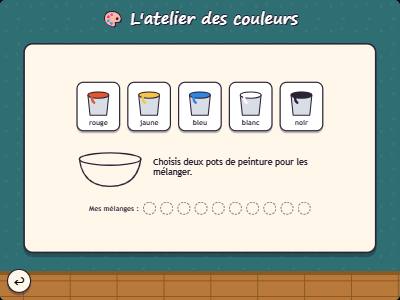 L'atelier des couleurs
rouge jaune bleu blanc noir
Choisis deux pots de peinture pour les
mélanger.
Mes mélanges :